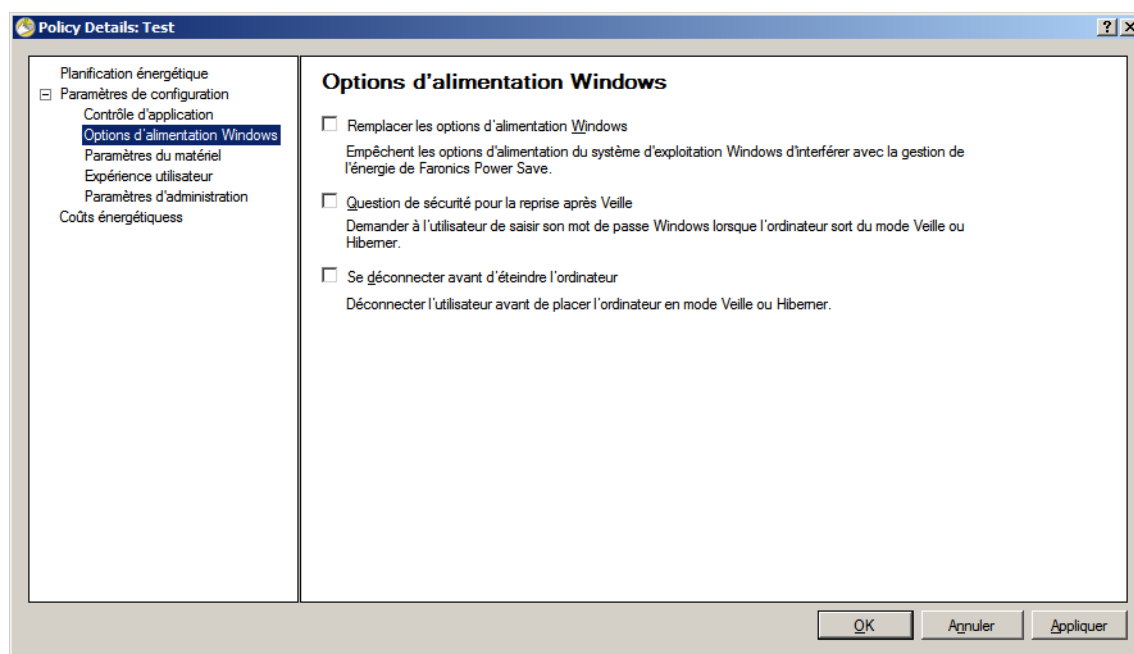 Policy Details: Test
Planification énergétique
Paramètres de configuration
Contrôle d'application
Options d'alimentation Windows
Paramètres du matériel
Expérience utilisateur
Paramètres d'administration
Coûts énergétiquess
Options d'alimentation Windows
Remplacer les options d'alimentation Windows
Empêchent les options d'alimentation du système d'exploitation Windows d'interférer avec la gestion de
l'énergie de Faronics Power Save.
Question de sécurité pour la reprise après Veille
Demander à l'utilisateur de saisir son mot de passe Windows lorsque l'ordinateur sort du mode Veille ou
Hiberner.
Se déconnecter avant d'éteindre l'ordinateur
Déconnecter l'utilisateur avant de placer l'ordinateur en mode Veille ou Hiberner.
OK
Annuler
Appliquer